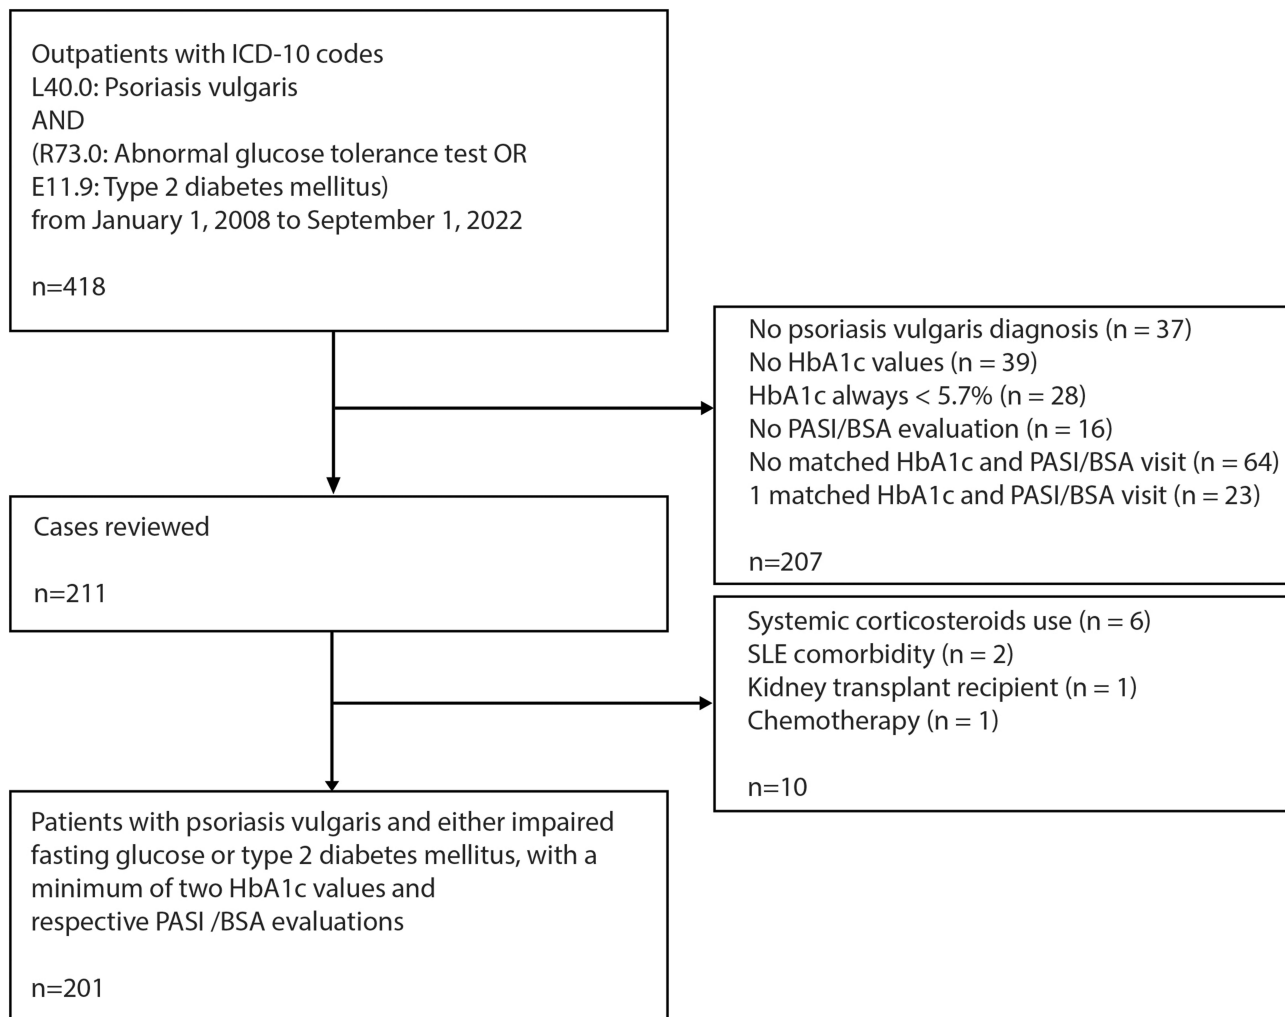 Outpatients with ICD-10 codes
L40.0: Psoriasis vulgaris
AND
(R73.0: Abnormal glucose tolerance test OR
E11.9: Type 2 diabetes mellitus)
from January 1, 2008 to September 1, 2022
n=418
No psoriasis vulgaris diagnosis (n = 37)
No HbA1c values (n = 39)
HbA1c always < 5.7% (n = 28)
No PASI/BSA evaluation (n = 16)
No matched HbA1c and PASI/BSA visit (n = 64)
1 matched HbA1c and PASI/BSA visit (n = 23)
n=207
Cases reviewed
n=211
Systemic corticosteroids use (n = 6)
SLE comorbidity (n = 2)
Kidney transplant recipient (n = 1)
Chemotherapy (n = 1)
n=10
Patients with psoriasis vulgaris and either impaired
fasting glucose or type 2 diabetes mellitus, with a
minimum of two HbA1c values and
respective PASI /BSA evaluations
n=201